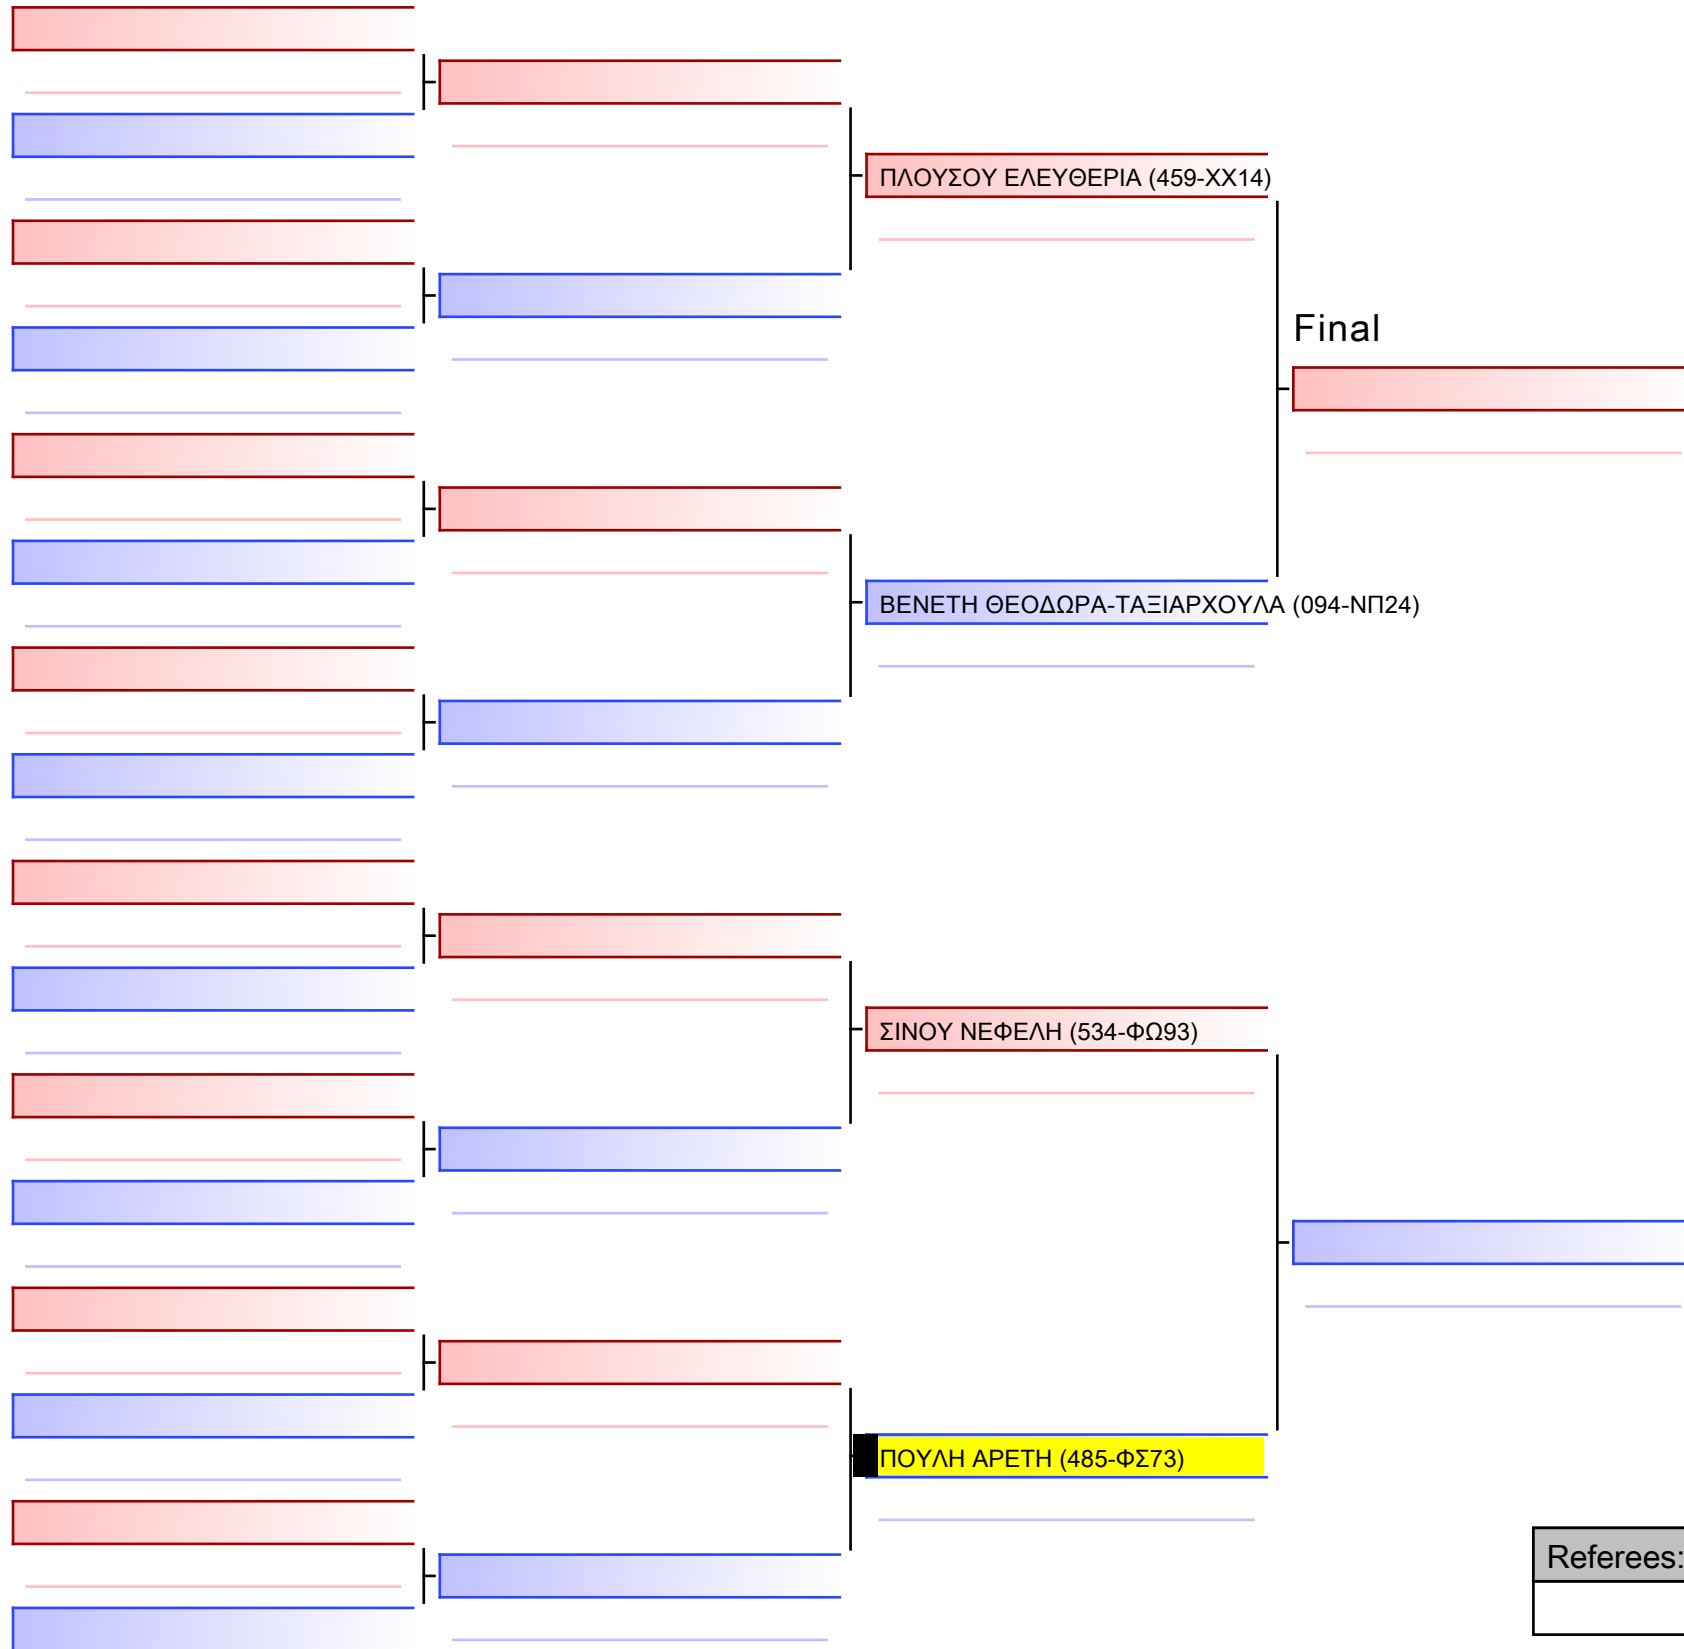 ΠΛΟΥΣΟΥ ΕΛΕΥΘΕΡΙΑ (459-ΧΧ14)
Final
ΒΕΝΕΤΗ ΘΕΟΔΩΡΑ-ΤΑΞΙΑΡΧΟΥΛΑ (094-ΝΠ24)
ΣΙΝΟΥ ΝΕΦΕΛΗ (534-ΦΩ93)
ΠΟΥΛΗ ΑΡΕΤΗ (485-ΦΣ73)
Referees: